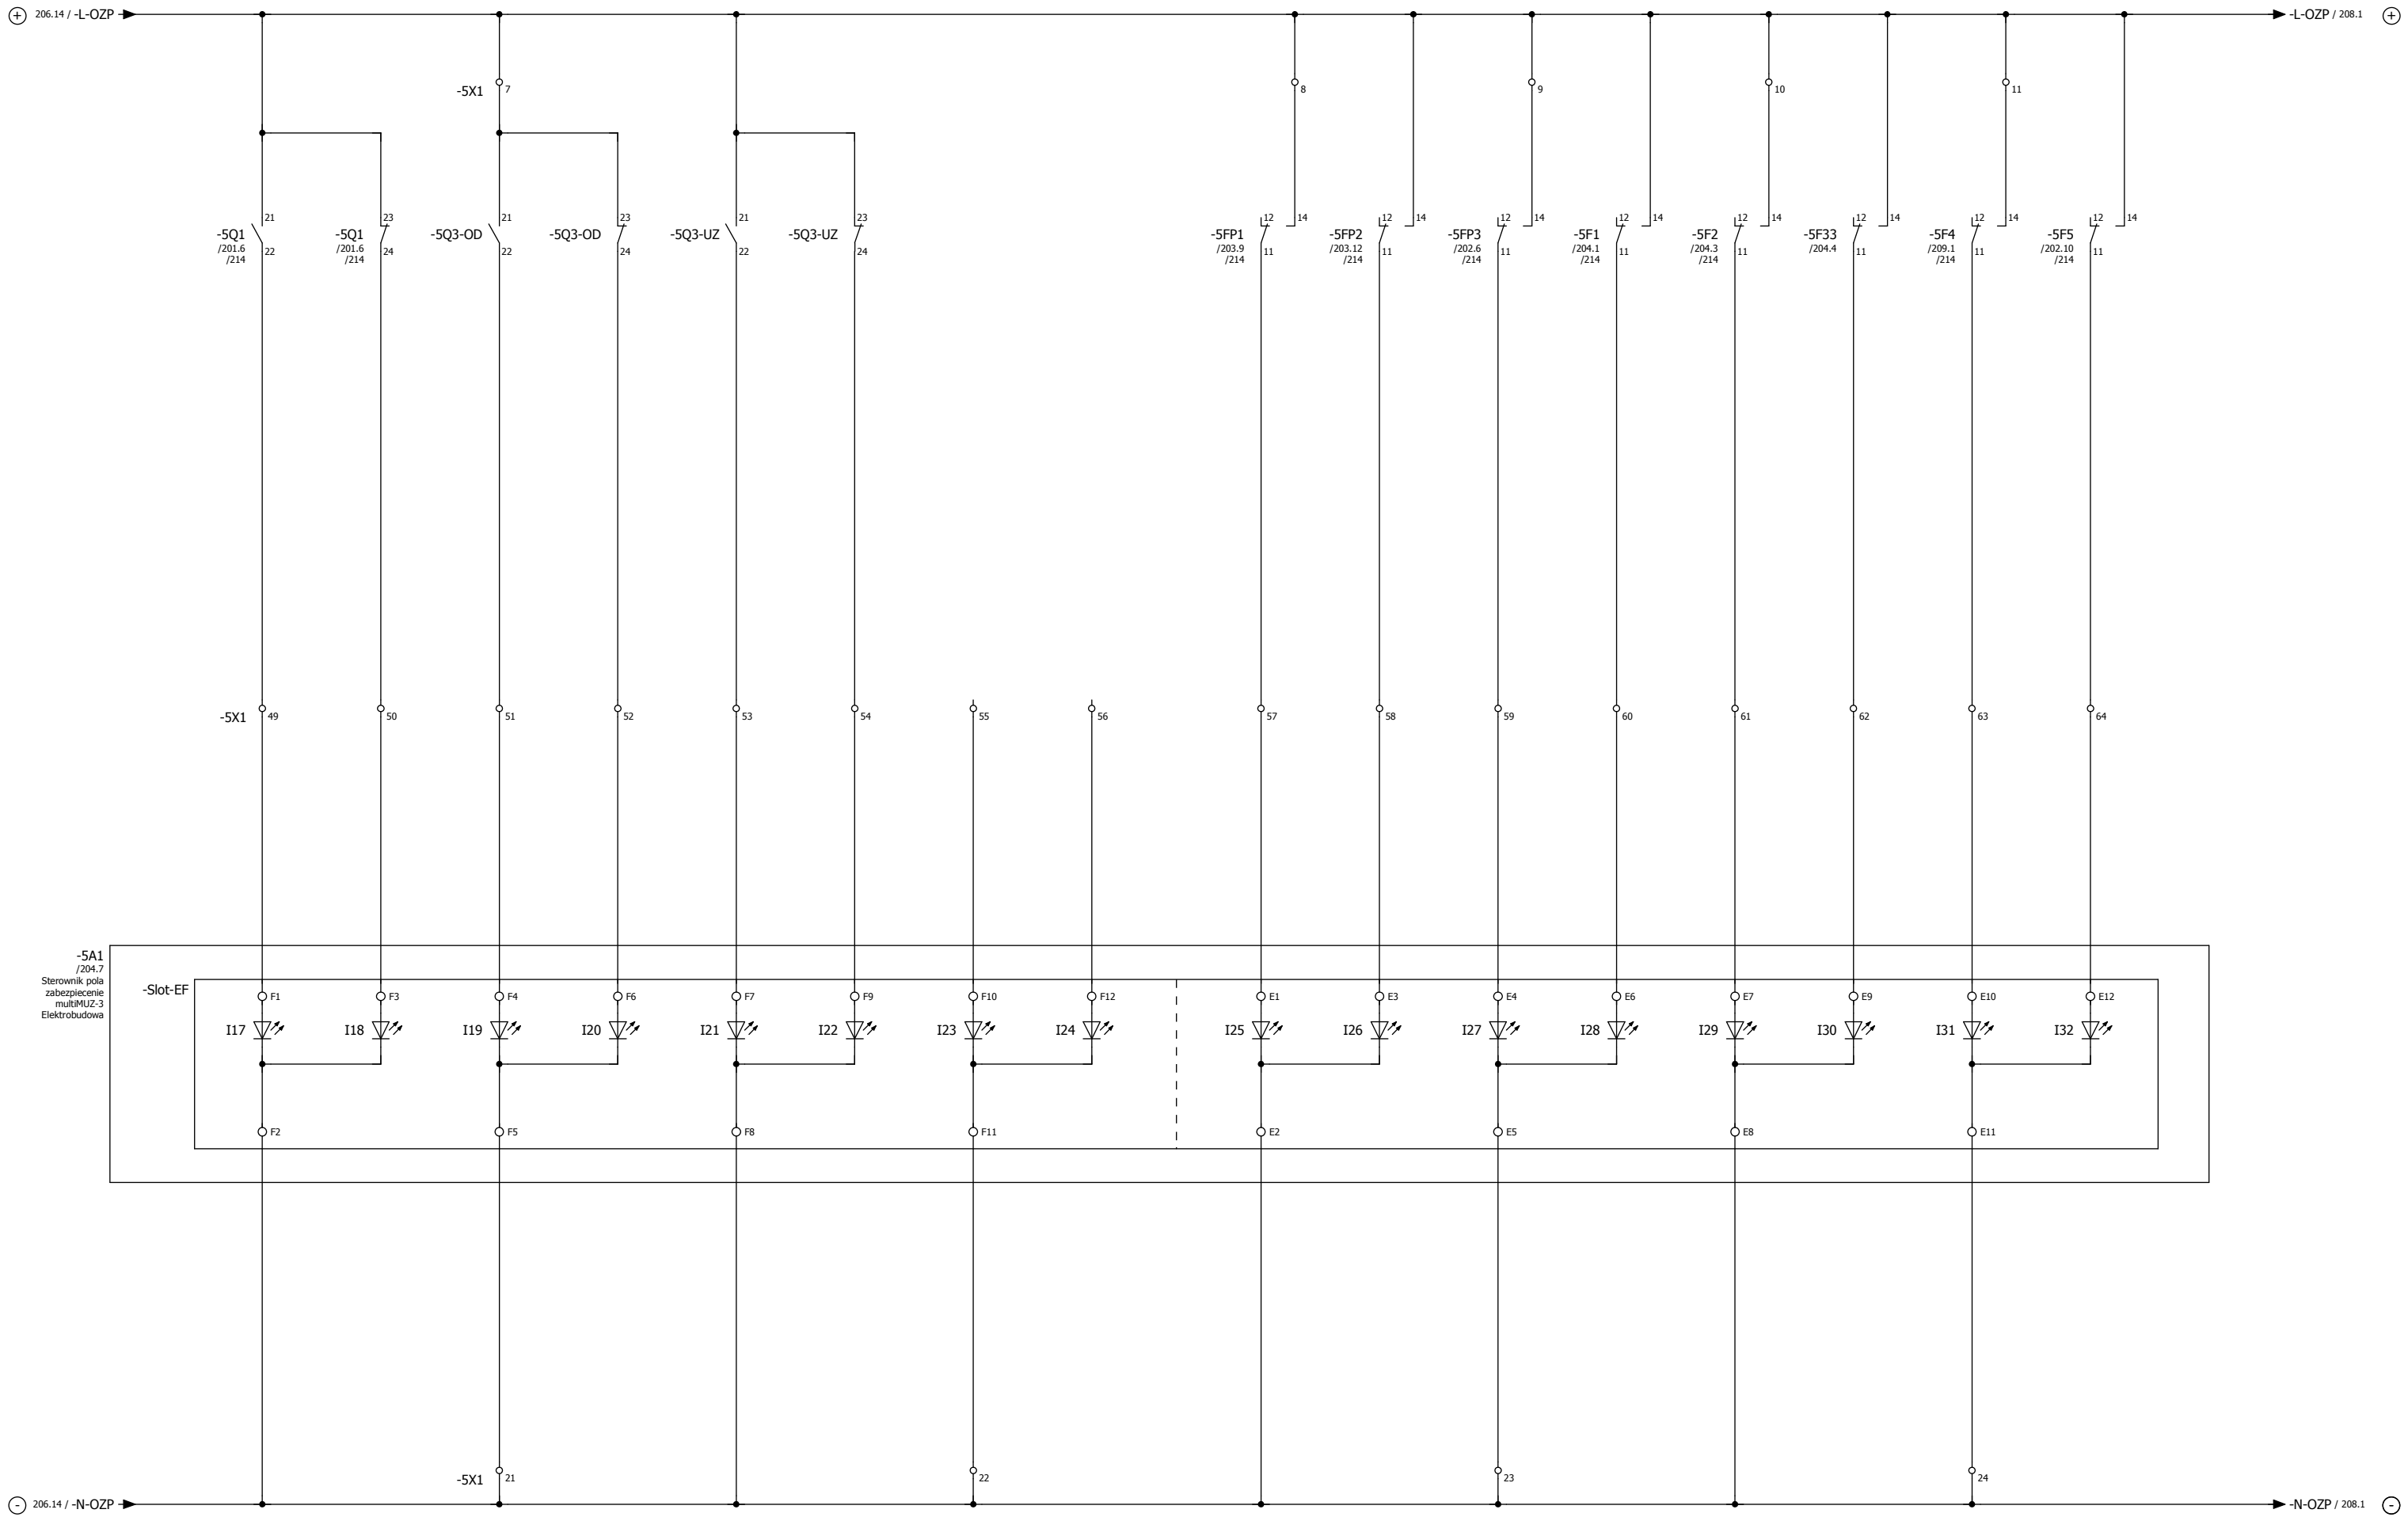 + 206.14 / -L-OZP -L-OZP / 208.1 +
-5X1 7 8 9 10 11
21 23 21 23 21 23 12 14 12 14 12 14 12 14 12 14 12 14 12 14 12 14
-5Q1 -5Q1 -5Q3-OD -5Q3-OD -5Q3-UZ -5Q3-UZ -5FP1 -5FP2 -5FP3 -5F1 -5F2 -5F33 -5F4 -5F5
/201.6 /201.6 /203.9 /203.12 /202.6 /204.1 /204.3 /204.4 /209.1 /202.10
22 24 22 24 22 24 11 11 11 11 11 11 11 11
/214 /214 /214 /214 /214 /214 /214 /214 /214
-5X1 49 50 51 52 53 54 55 56 57 58 59 60 61 62 63 64
-5A1
/204.7
Sterownik pola
zabezpiecenie
multiMUZ-3
Elektrobudowa
-Slot-EF F1 F3 F4 F6 F7 F9 F10 F12 E1 E3 E4 E6 E7 E9 E10 E12
I17 I18 I19 I20 I21 I22 I23 I24 I25 I26 I27 I28 I29 I30 I31 I32
F2 F5 F8 F11 E2 E5 E8 E11
-5X1 21 22 23 24
- 206.14 / -N-OZP -N-OZP / 208.1 -